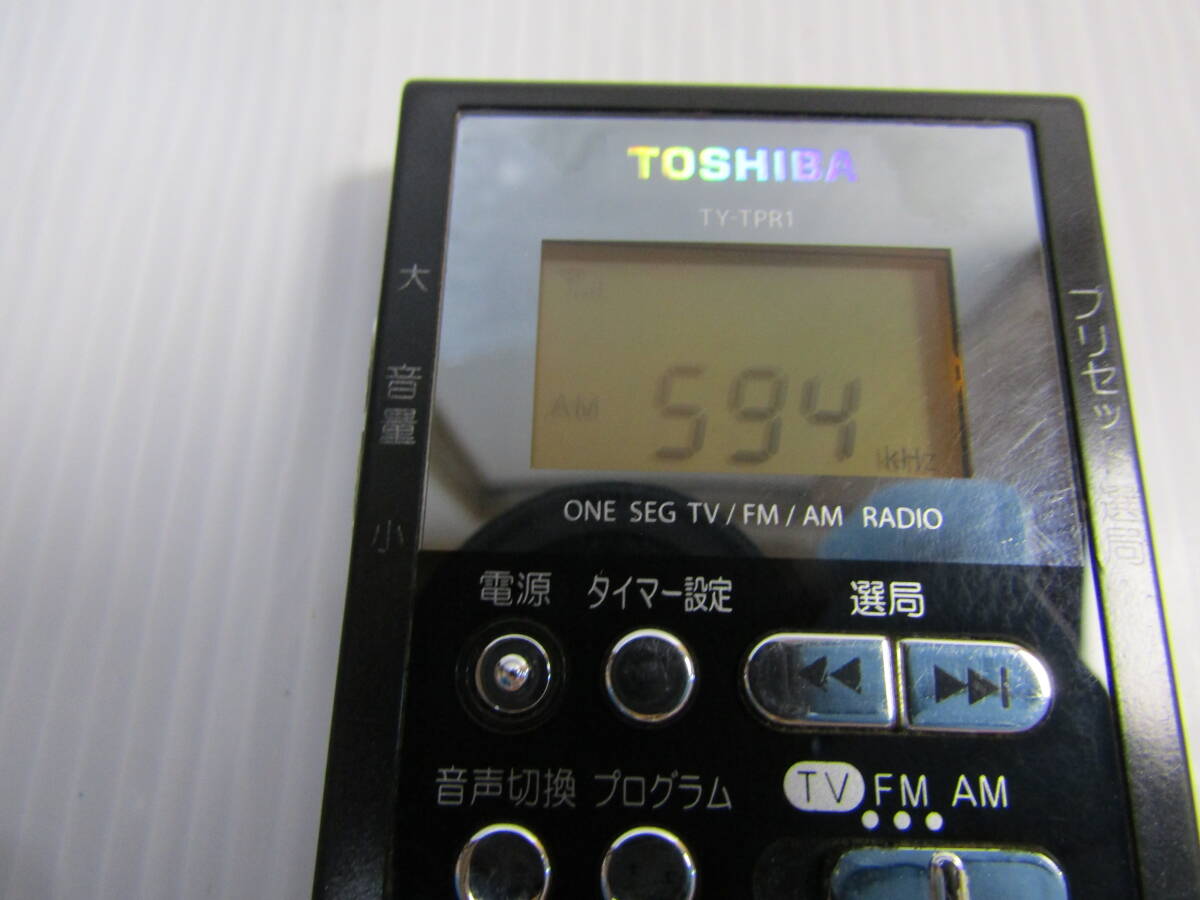 TOSHIBA
TY-TPR1
大
音量
小
AM 594 kHz
プリセット選局
ONE SEG TV / FM / AM RADIO
電源 タイマー設定 選局
音声切換 プログラム
TV FM AM